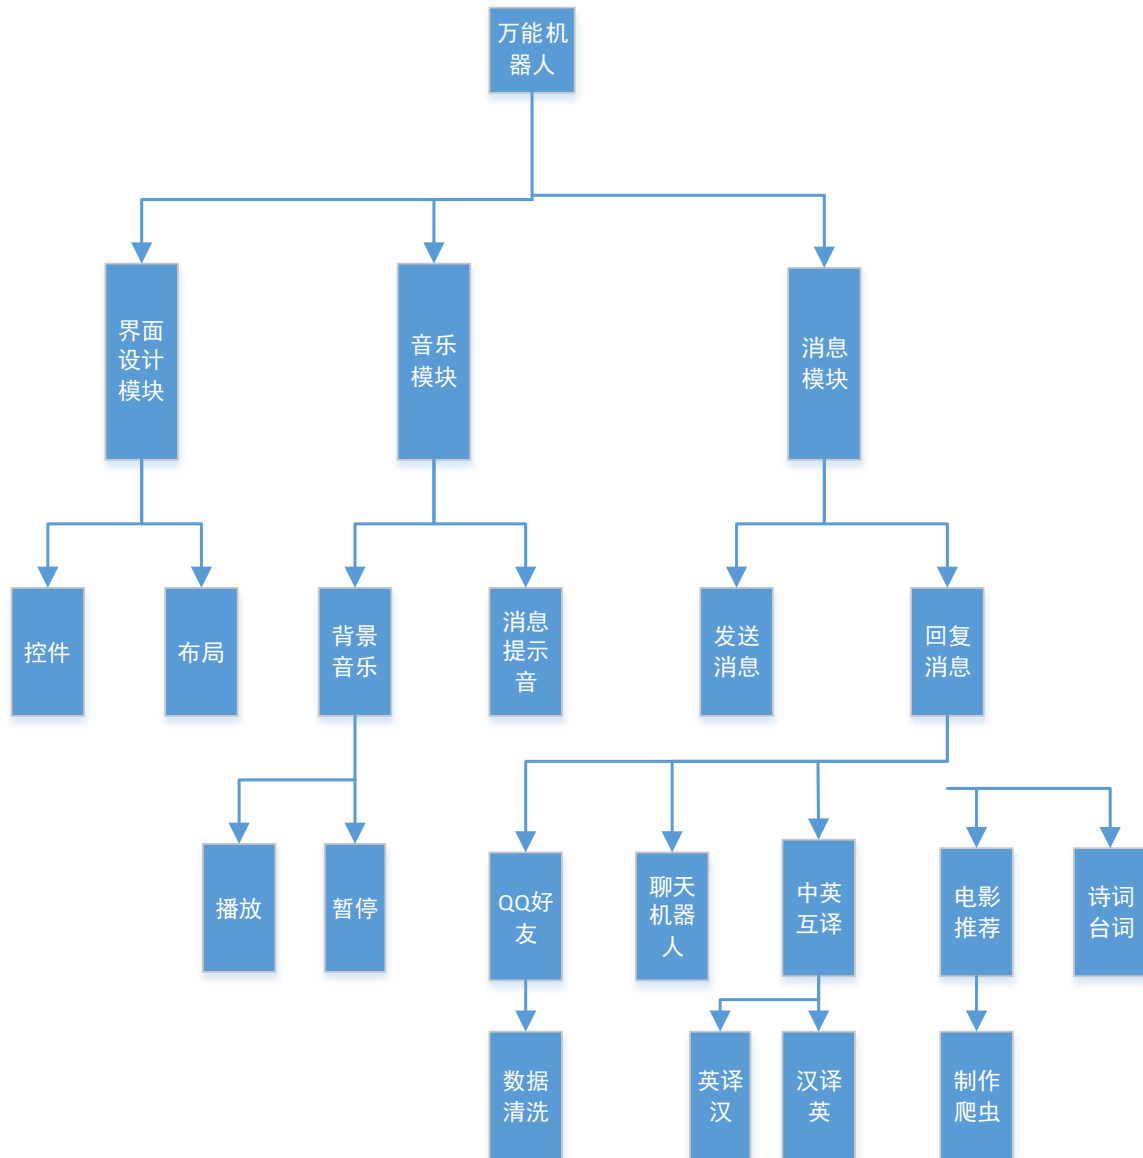 万能机
器人
界面
设计
模块
音乐
模块
消息
模块
控件
布局
背景
音乐
消息
提示
音
发送
消息
回复
消息
播放
暂停
QQ好
友
聊天
机器
人
中英
互译
电影
推荐
诗词
台词
数据
清洗
英译
汉
汉译
英
制作
爬虫